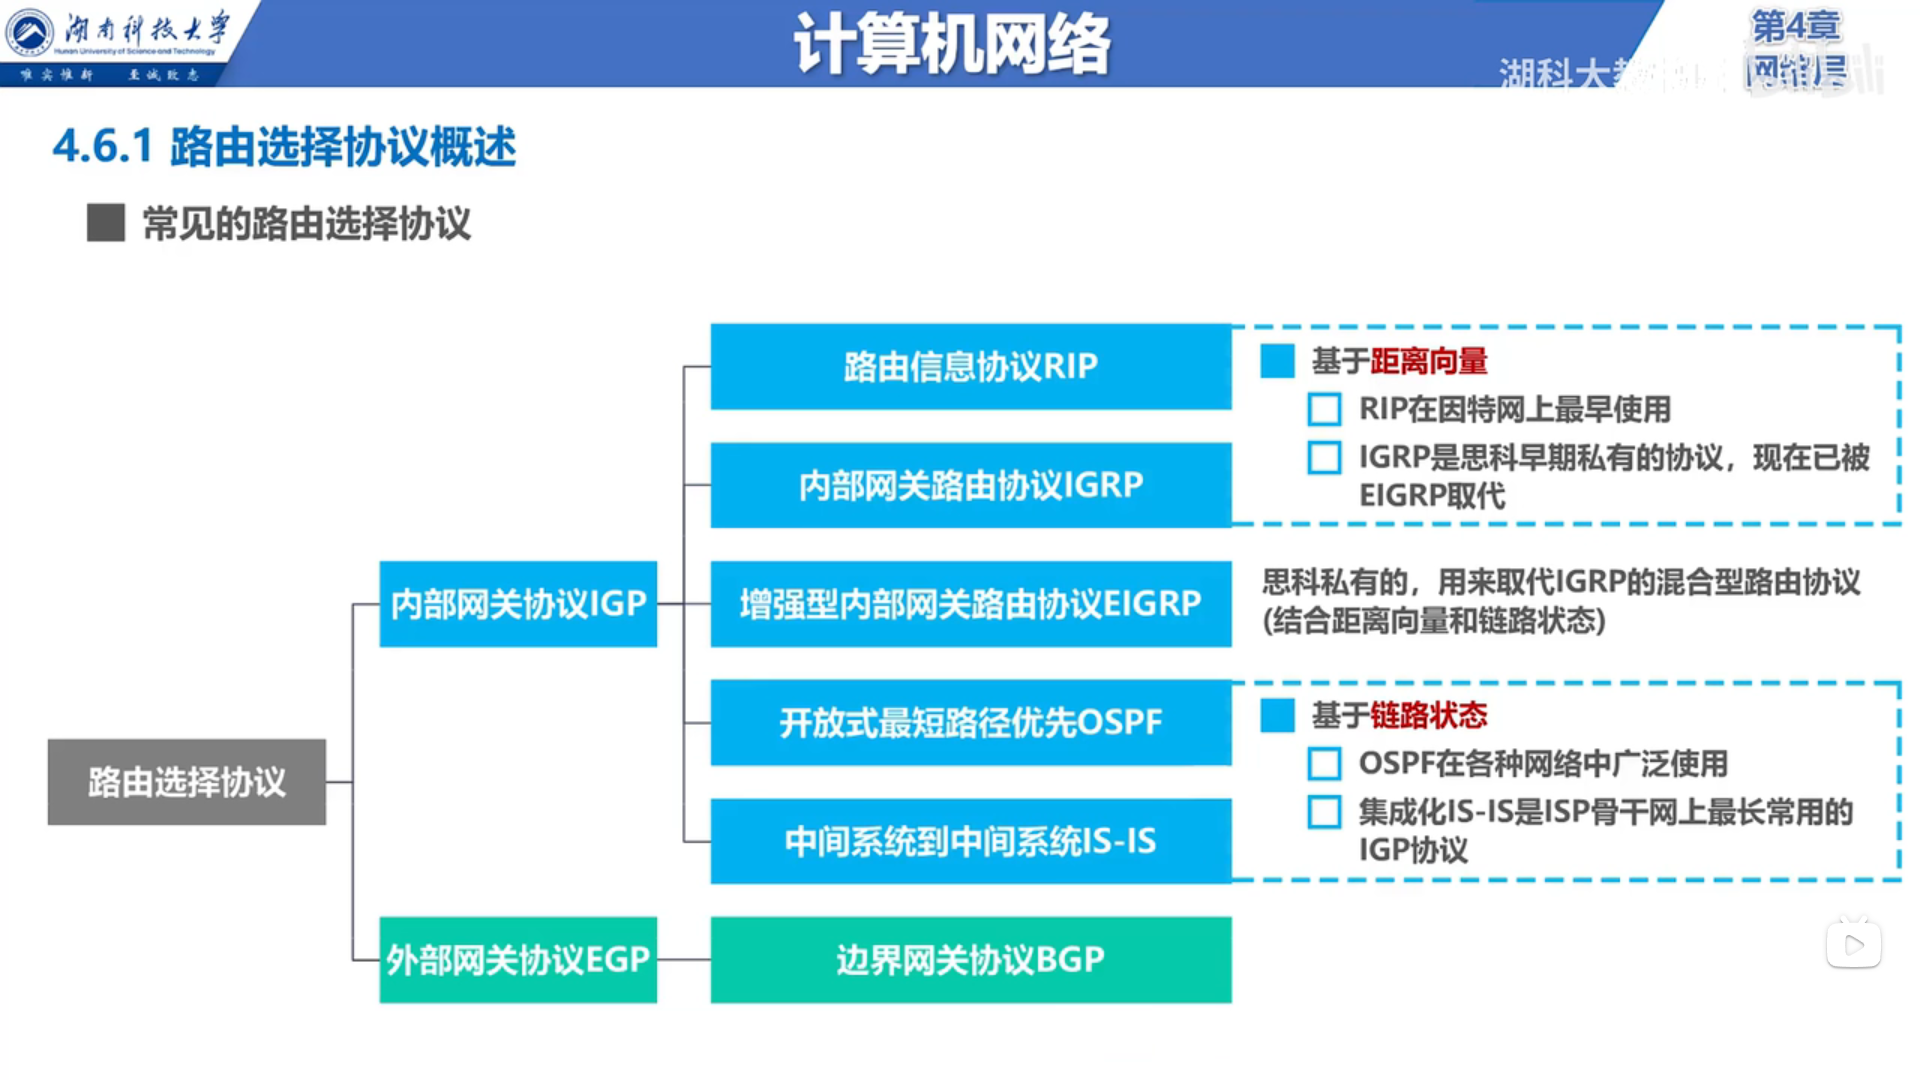 湖南科技大学
Hunan University of Science and Technology
唯实惟新 至诚致志
计算机网络
第4章
网络层
湖科大教
4.6.1 路由选择协议概述
常见的路由选择协议
路由信息协议RIP
基于距离向量
RIP在因特网上最早使用
内部网关路由协议IGRP
IGRP是思科早期私有的协议，现在已被
EIGRP取代
内部网关协议IGP
增强型内部网关路由协议EIGRP
思科私有的，用来取代IGRP的混合型路由协议
(结合距离向量和链路状态)
开放式最短路径优先OSPF
基于链路状态
OSPF在各种网络中广泛使用
路由选择协议
中间系统到中间系统IS-IS
集成化IS-IS是ISP骨干网上最长常用的
IGP协议
外部网关协议EGP
边界网关协议BGP